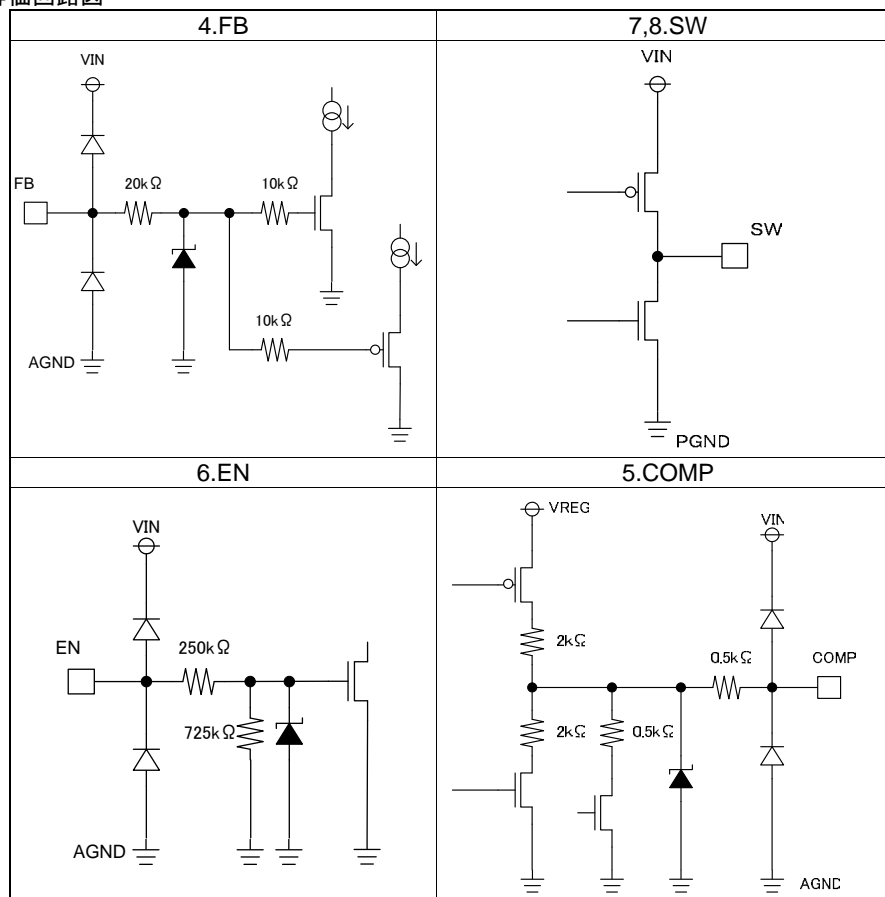 4.FB
VIN
FB
20kΩ
10kΩ
10kΩ
AGND
7,8.SW
VIN
SW
PGND
6.EN
VIN
EN
250kΩ
725kΩ
AGND
5.COMP
VREG
VIN
2kΩ
0.5kΩ
COMP
2kΩ
0.5kΩ
AGND